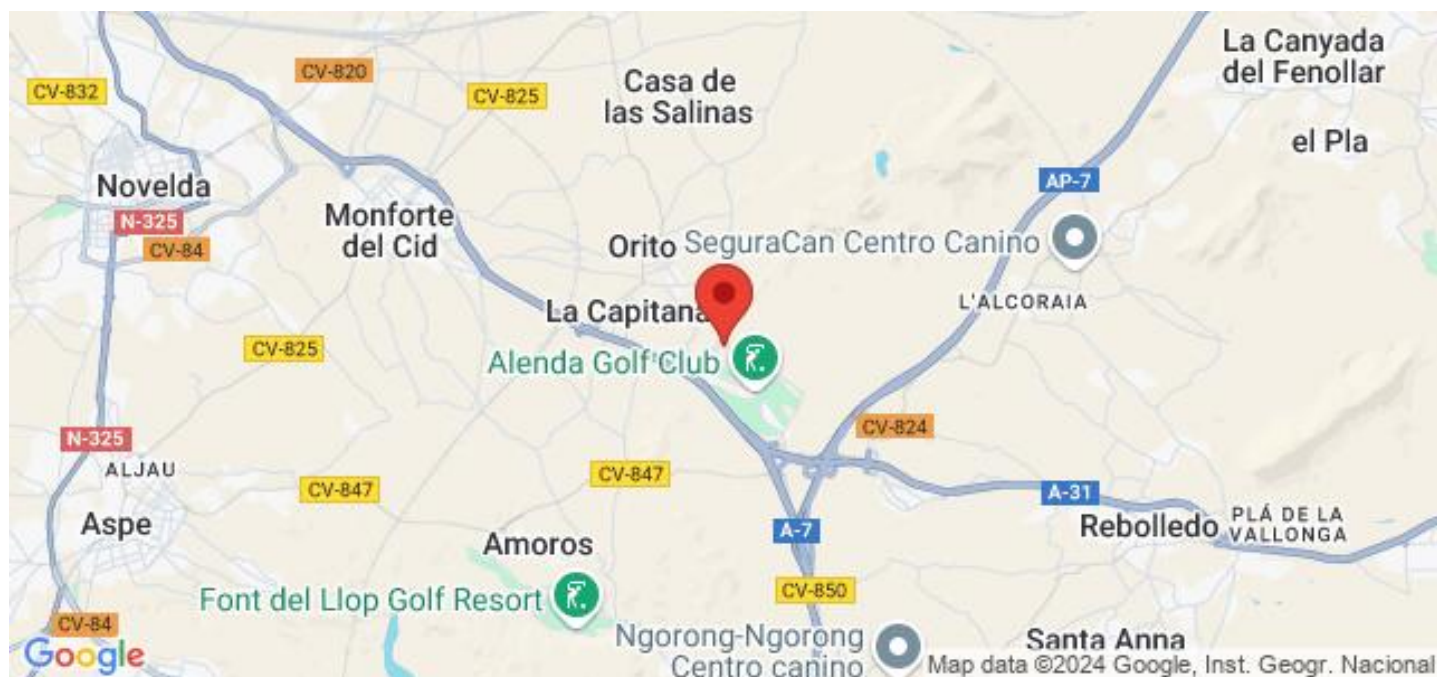 La Canyada
del Fenollar
CV-820
Casa de
las Salinas
CV-832
CV-825
el Pla
Novelda
AP-7
Monforte
del Cid
N-325
CV-84
Orito
SeguraCan Centro Canino
L'ALCORAIA
La Capitana
CV-825
Alenda Golf Club
CV-824
N-325
ALJAU
CV-847
CV-847
A-31
Aspe
Rebolledo
PLÁ DE LA
VALLONGA
A-7
Amoros
CV-850
Font del Llop Golf Resort
CV-84
Ngorong-Ngorong
Centro canino
Santa Anna
Google
Map data ©2024 Google, Inst. Geogr. Nacional